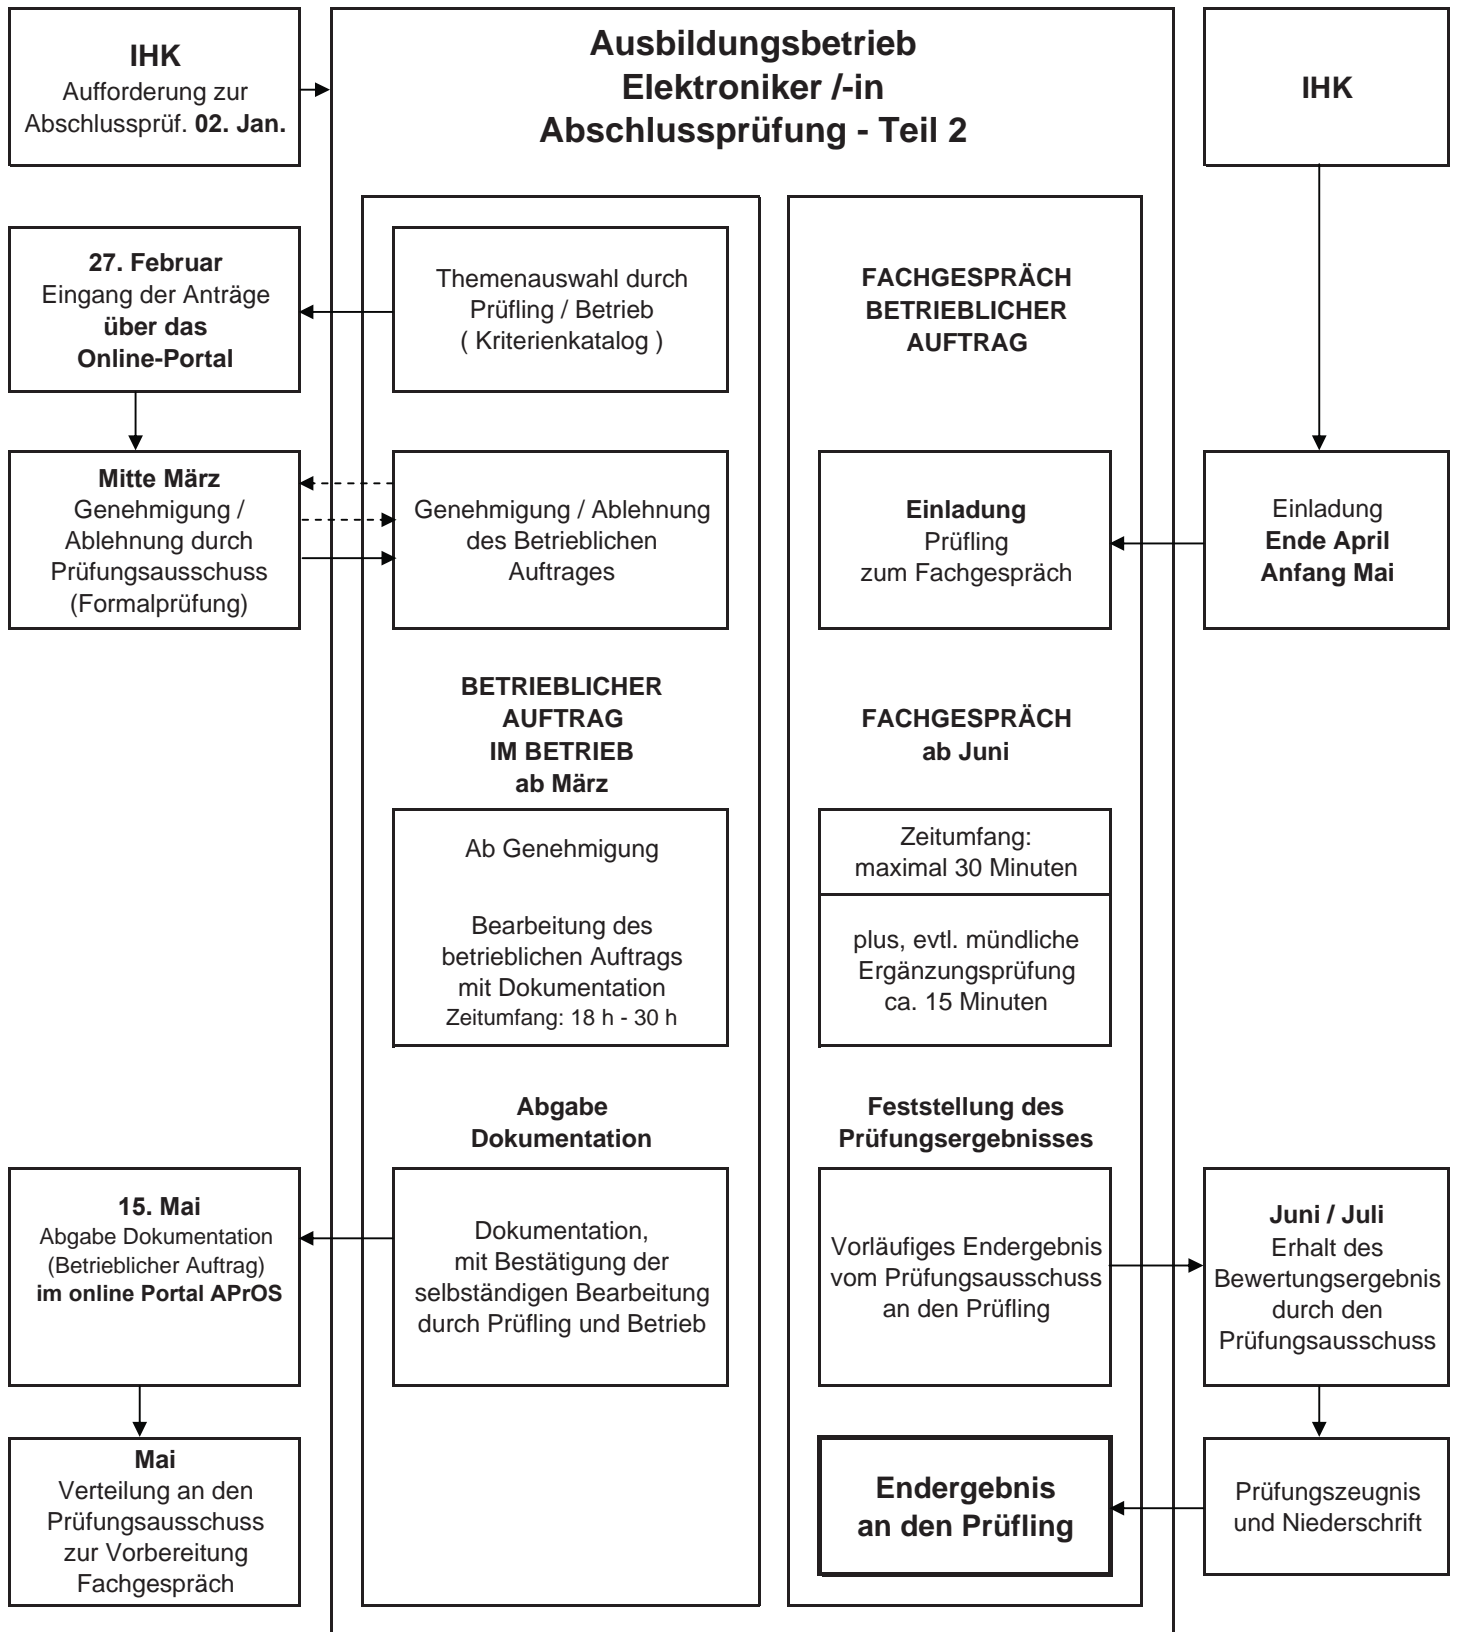 IHK
Aufforderung zur
Abschlussprüf. 02. Jan.
Ausbildungsbetrieb
Elektroniker /-in
Abschlussprüfung - Teil 2
IHK
27. Februar
Eingang der Anträge
über das
Online-Portal
Themenauswahl durch
Prüfling / Betrieb
( Kriterienkatalog )
FACHGESPRÄCH
BETRIEBLICHER
AUFTRAG
Mitte März
Genehmigung /
Ablehnung durch
Prüfungsausschuss
(Formalprüfung)
Genehmigung / Ablehnung
des Betrieblichen
Auftrages
Einladung
Prüfling
zum Fachgespräch
Einladung
Ende April
Anfang Mai
BETRIEBLICHER
AUFTRAG
IM BETRIEB
ab März
FACHGESPRÄCH
ab Juni
Ab Genehmigung
Bearbeitung des
betrieblichen Auftrags
mit Dokumentation
Zeitumfang: 18 h - 30 h
Zeitumfang:
maximal 30 Minuten
plus, evtl. mündliche
Ergänzungsprüfung
ca. 15 Minuten
Abgabe
Dokumentation
Feststellung des
Prüfungsergebnisses
15. Mai
Abgabe Dokumentation
(Betrieblicher Auftrag)
im online Portal APrOS
Dokumentation,
mit Bestätigung der
selbständigen Bearbeitung
durch Prüfling und Betrieb
Vorläufiges Endergebnis
vom Prüfungsausschuss
an den Prüfling
Juni / Juli
Erhalt des
Bewertungsergebnis
durch den
Prüfungsausschuss
Mai
Verteilung an den
Prüfungsausschuss
zur Vorbereitung
Fachgespräch
Endergebnis
an den Prüfling
Prüfungszeugnis
und Niederschrift